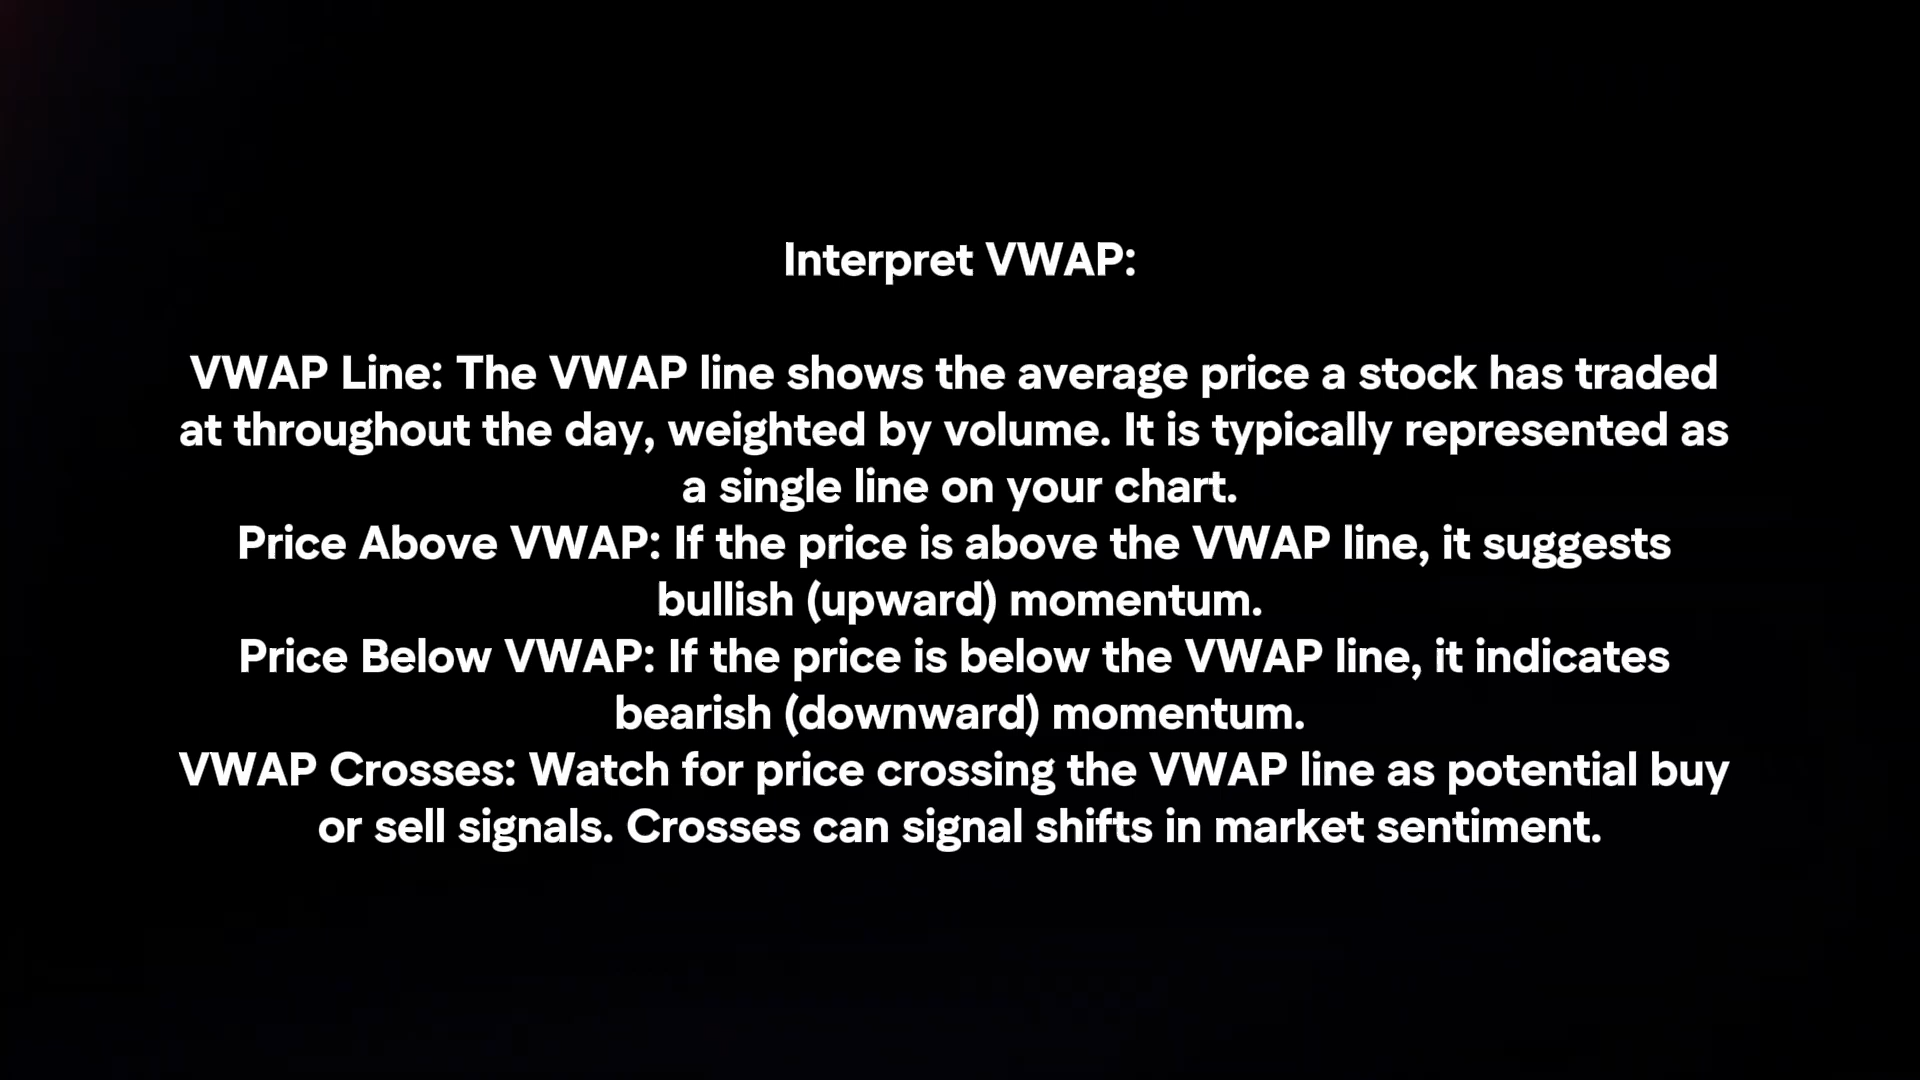 Interpret VWAP:
VWAP Line: The VWAP line shows the average price a stock has traded
at throughout the day, weighted by volume. It is typically represented as
a single line on your chart.
Price Above VWAP: If the price is above the VWAP line, it suggests
bullish (upward) momentum.
Price Below VWAP: If the price is below the VWAP line, it indicates
bearish (downward) momentum.
VWAP Crosses: Watch for price crossing the VWAP line as potential buy
or sell signals. Crosses can signal shifts in market sentiment.